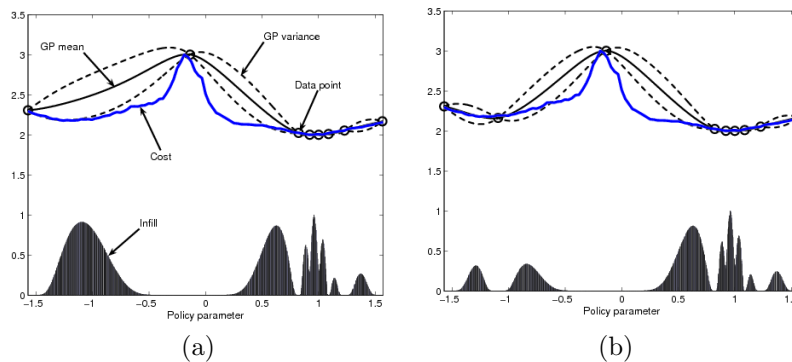 3.5
3
2.5
2
1.5
1
0.5
0
GP mean
GP variance
Data point
Cost
Infill
-1.5 -1 -0.5 0 0.5 1 1.5
Policy parameter
(a)
3.5
3
2.5
2
1.5
1
0.5
0
-1.5 -1 -0.5 0 0.5 1 1.5
Policy parameter
(b)